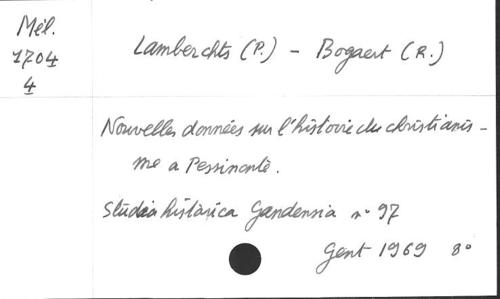 Mél.
1704
4
Lamberchts (P.) - Bogaert (R.)
Nouvelles données sur l'histoire du christianis-
me a Pessinonte.
Studia historica Gandensia n° 97
Gent 1969 8°